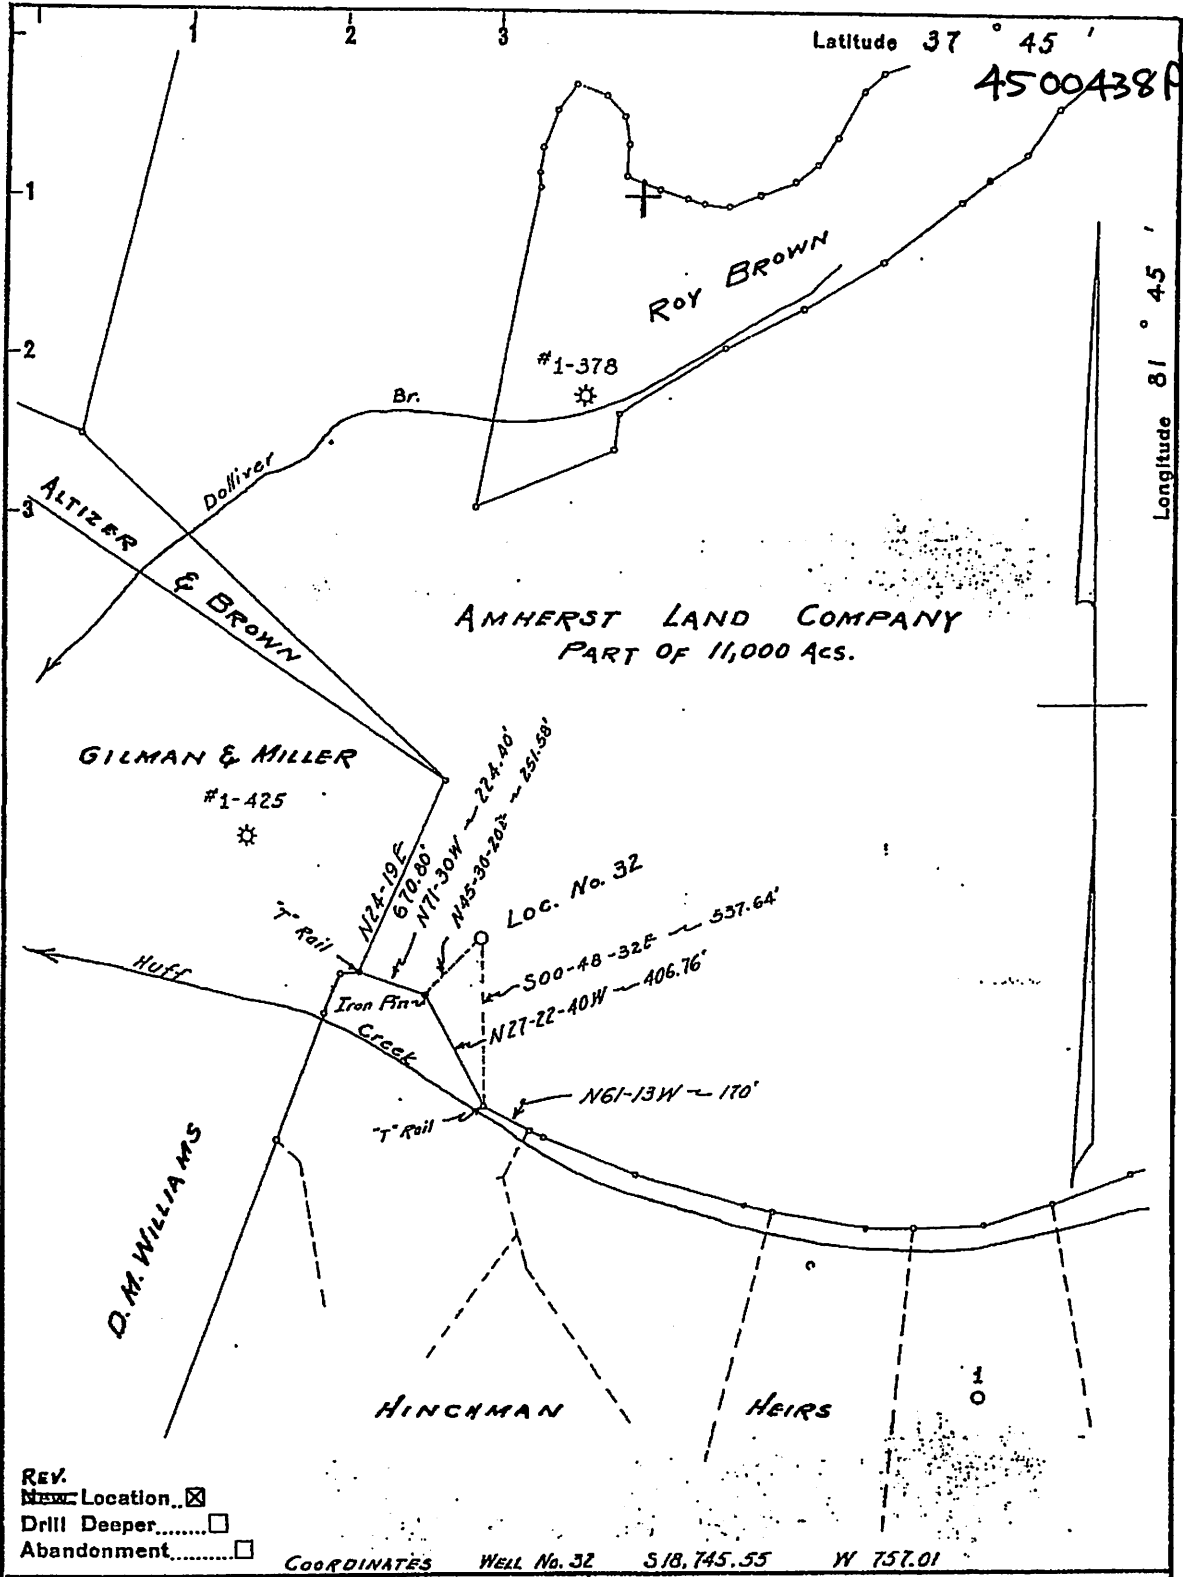 1 2 3
Latitude 37 ° 45 '
4500438P
1
2
3
Longitude 81 ° 45 '
ROY BROWN
#1-378
Br.
Dolliver
ALTIZER & BROWN
AMHERST LAND COMPANY
PART OF 11,000 Acs.
GILMAN & MILLER
#1-425
N24-19E
670.80'
N71-30W ~ 224.40'
N45-30-20E ~ 251.58'
LOC. No. 32
"T" Rail
S00-48-32E ~ 537.64'
N27-22-40W ~ 406.76'
Iron Pin
Huff
Creek
N61-13W ~ 170'
"T" Rail
D. M. WILLIAMS
HINCHMAN HEIRS
1
REV.
New Location..☒
Drill Deeper........☐
Abandonment..........☐
COORDINATES WELL No. 32 S18,745.55 W 757.01